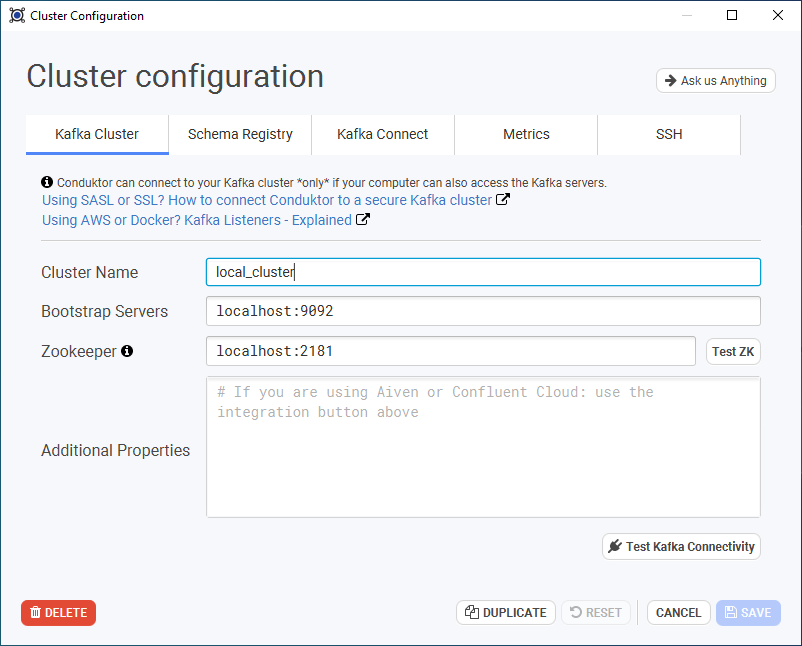 Cluster Configuration
Cluster configuration
Ask us Anything
Kafka Cluster
Schema Registry
Kafka Connect
Metrics
SSH
Conduktor can connect to your Kafka cluster *only* if your computer can also access the Kafka servers.
Using SASL or SSL? How to connect Conduktor to a secure Kafka cluster
Using AWS or Docker? Kafka Listeners - Explained
Cluster Name
local_cluster
Bootstrap Servers
localhost:9092
Zookeeper
localhost:2181
Test ZK
Additional Properties
# If you are using Aiven or Confluent Cloud: use the
integration button above
Test Kafka Connectivity
DELETE
DUPLICATE
RESET
CANCEL
SAVE